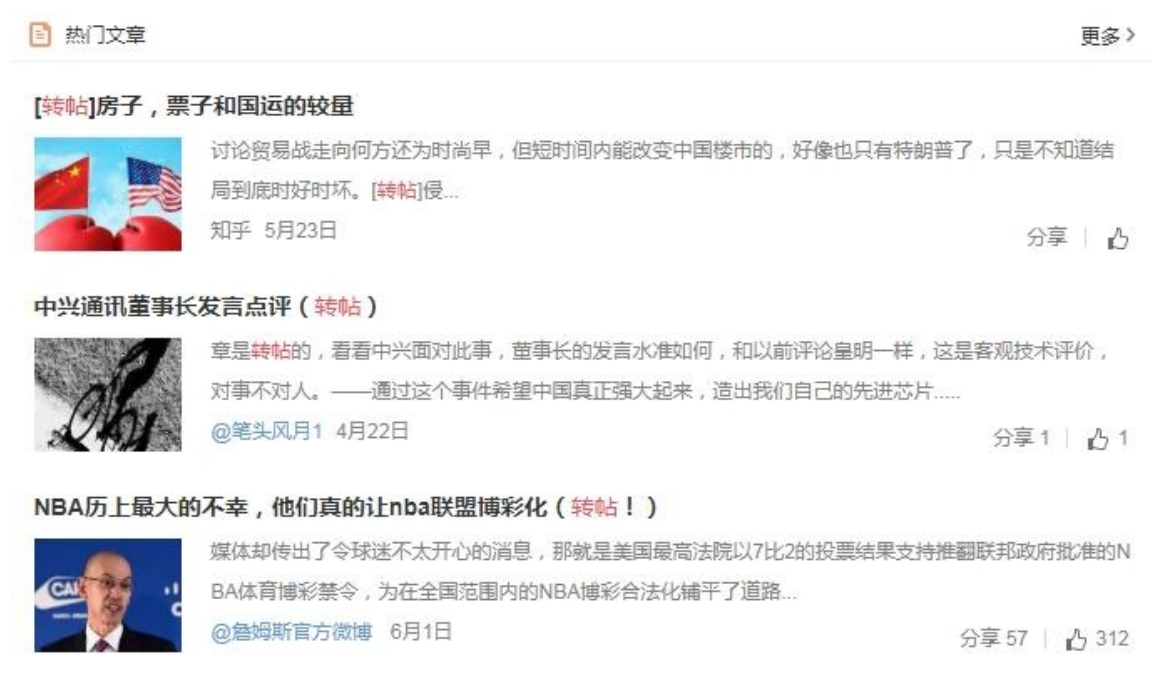 热门文章
更多 >
[转帖]房子，票子和国运的较量
讨论贸易战走向何方还为时尚早，但短时间内能改变中国楼市的，好像也只有特朗普了，只是不知道结
局到底时好时坏。[转帖]侵...
知乎 5月23日
分享
中兴通讯董事长发言点评（转帖）
章是转帖的，看看中兴面对此事，董事长的发言水准如何，和以前评论皇明一样，这是客观技术评价，
对事不对人。——通过这个事件希望中国真正强大起来，造出我们自己的先进芯片.....
@笔头风月1 4月22日
分享 1 1
NBA历上最大的不幸，他们真的让nba联盟博彩化（转帖！）
媒体却传出了令球迷不太开心的消息，那就是美国最高法院以7比2的投票结果支持推翻联邦政府批准的N
BA体育博彩禁令，为在全国范围内的NBA博彩合法化铺平了道路...
@詹姆斯官方微博 6月1日
分享 57 312